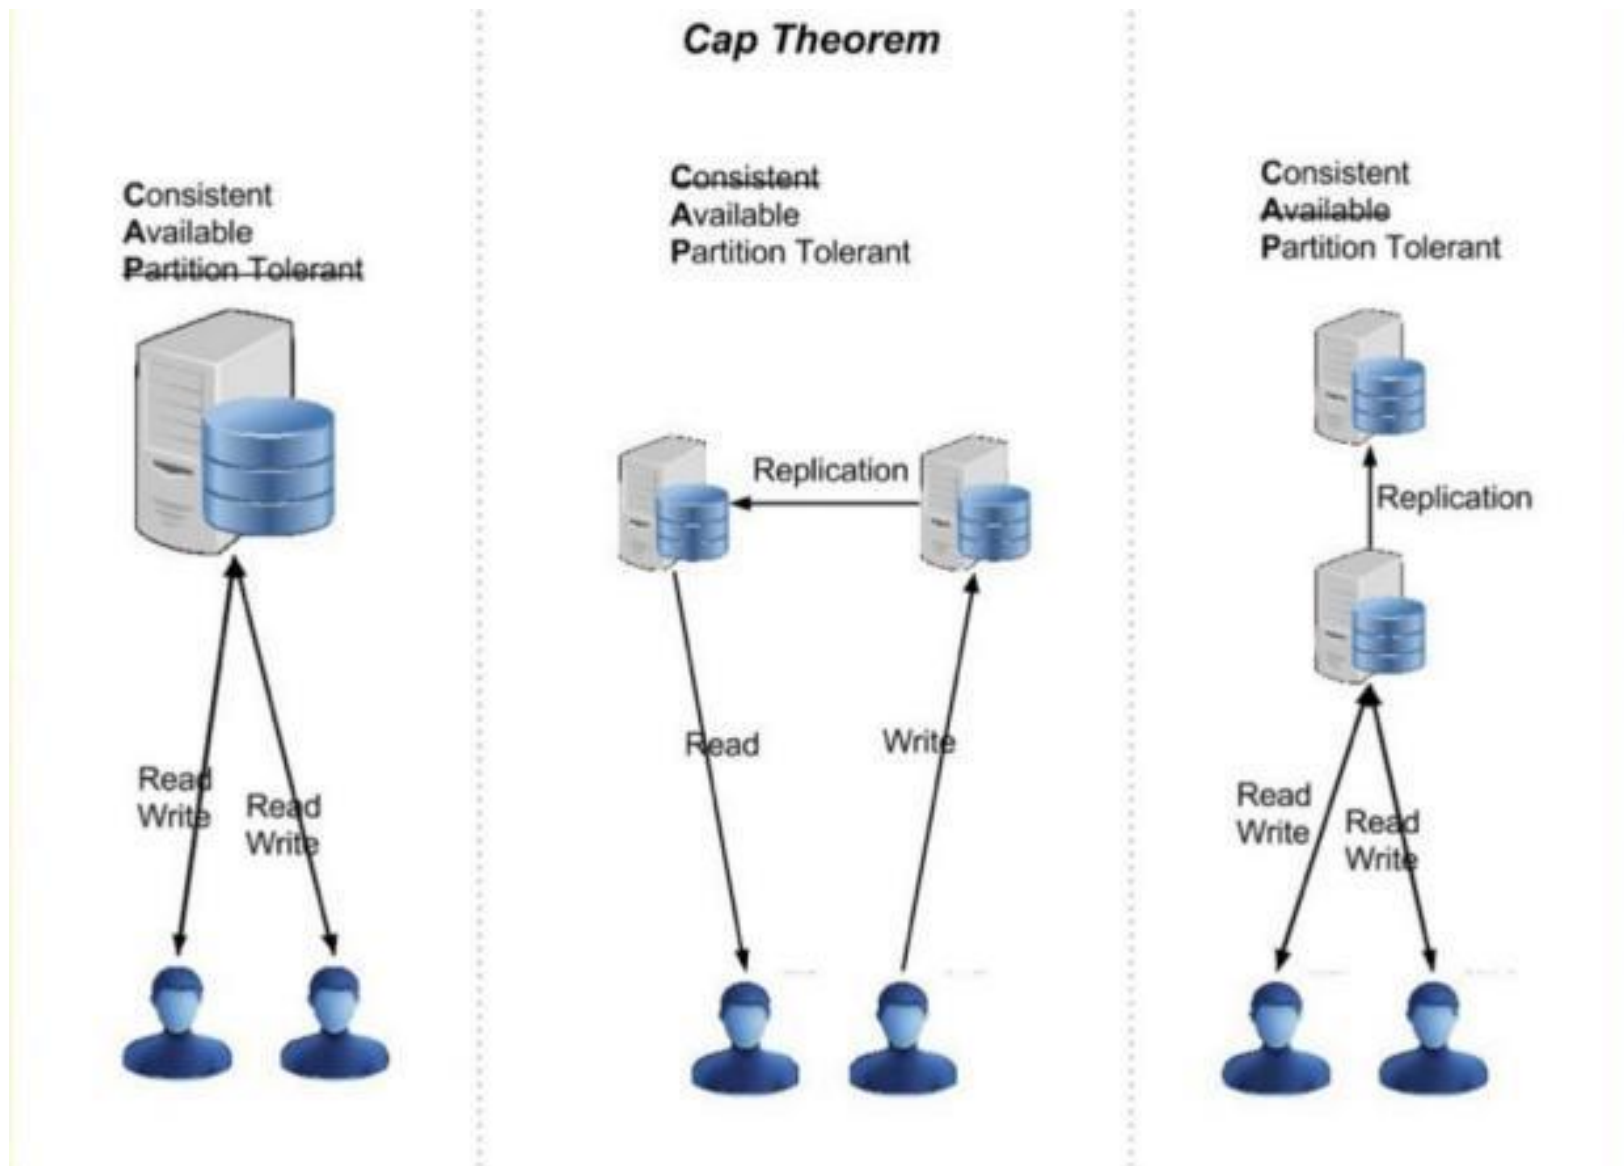 Cap Theorem
Consistent
Available
Partition Tolerant
Read
Write
Read
Write
Consistent
Available
Partition Tolerant
Replication
Read
Write
Consistent
Available
Partition Tolerant
Replication
Read
Write
Read
Write